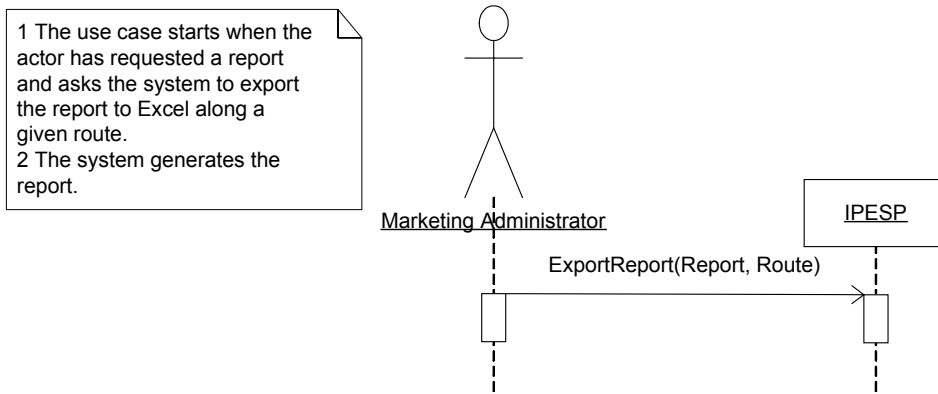 1 The use case starts when the
actor has requested a report
and asks the system to export
the report to Excel along a
given route.
2 The system generates the
report.
Marketing Administrator
IPESP
ExportReport(Report, Route)